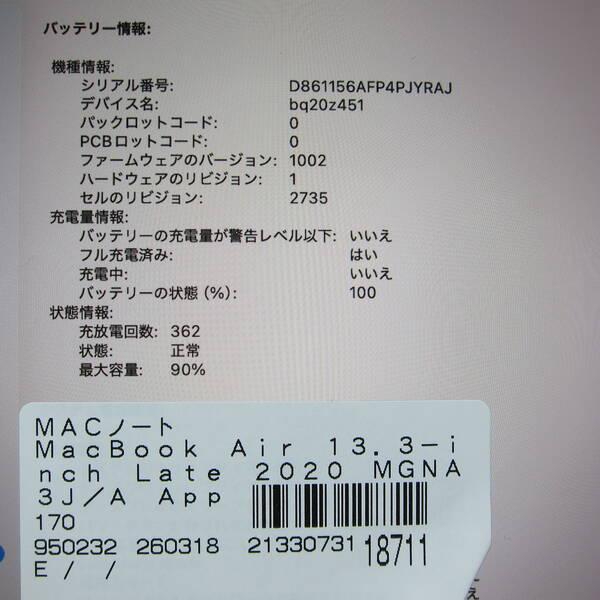 バッテリー情報:
機種情報:
シリアル番号: D861156AFP4PJYRAJ
デバイス名: bq20z451
パックロットコード: 0
PCBロットコード: 0
ファームウェアのバージョン: 1002
ハードウェアのリビジョン: 1
セルのリビジョン: 2735
充電量情報:
バッテリーの充電量が警告レベル以下: いいえ
フル充電済み: はい
充電中: いいえ
バッテリーの状態（%）: 100
状態情報:
充放電回数: 362
状態: 正常
最大容量: 90%
MACノート
MacBook Air 13.3-i
nch Late 2020 MGNA
3J/A App
170
950232 260318 21330731 18711
E / /